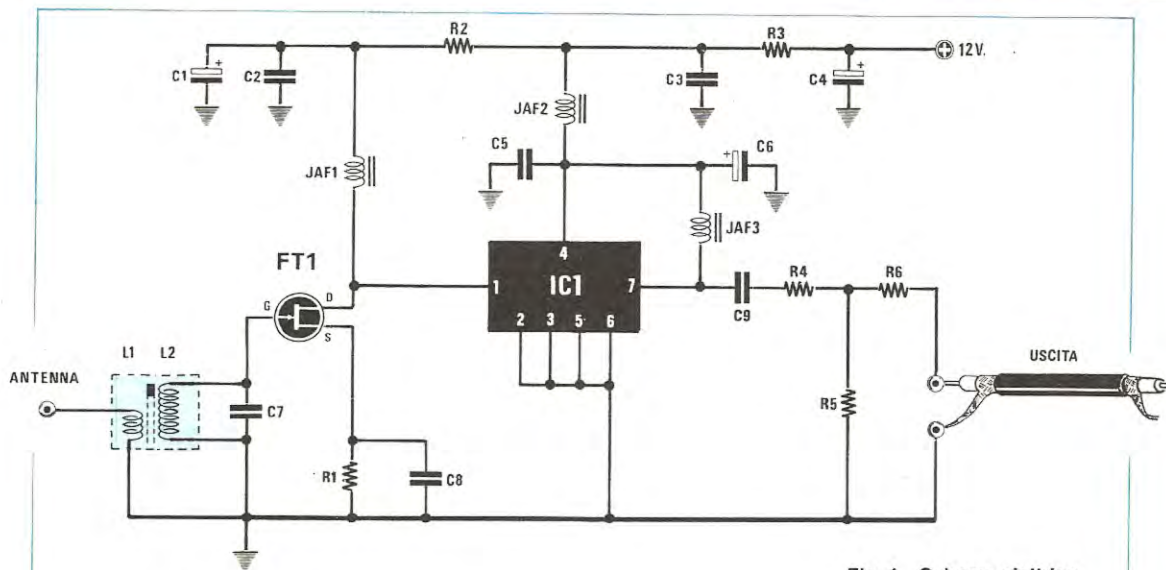 R2
R3
12V.
C1
+
C2
C3
C4
+
JAF2
C5
C6
+
JAF1
JAF3
FT1
4
1
IC1
7
R4
R6
G
D
S
2
3
5
6
C9
L1
L2
USCITA
ANTENNA
C7
R5
R1
C8